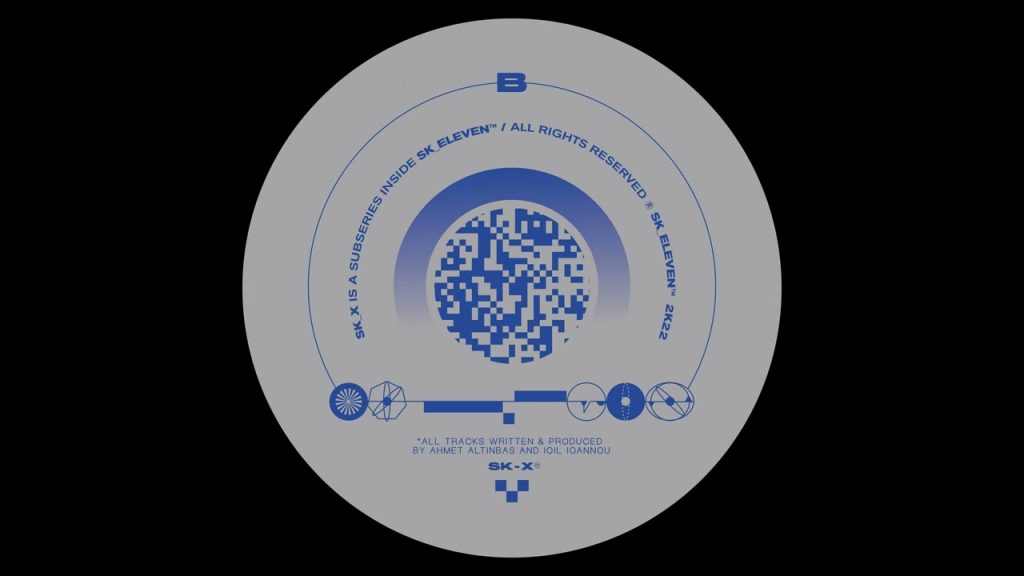 B
SK_X IS A SUBSERIES INSIDE SK_ELEVEN™ / ALL RIGHTS RESERVED ® SK_ELEVEN™ 2K22
*ALL TRACKS WRITTEN & PRODUCED
BY AHMET ALTINBAS AND IOIL IOANNOU
SK-X®